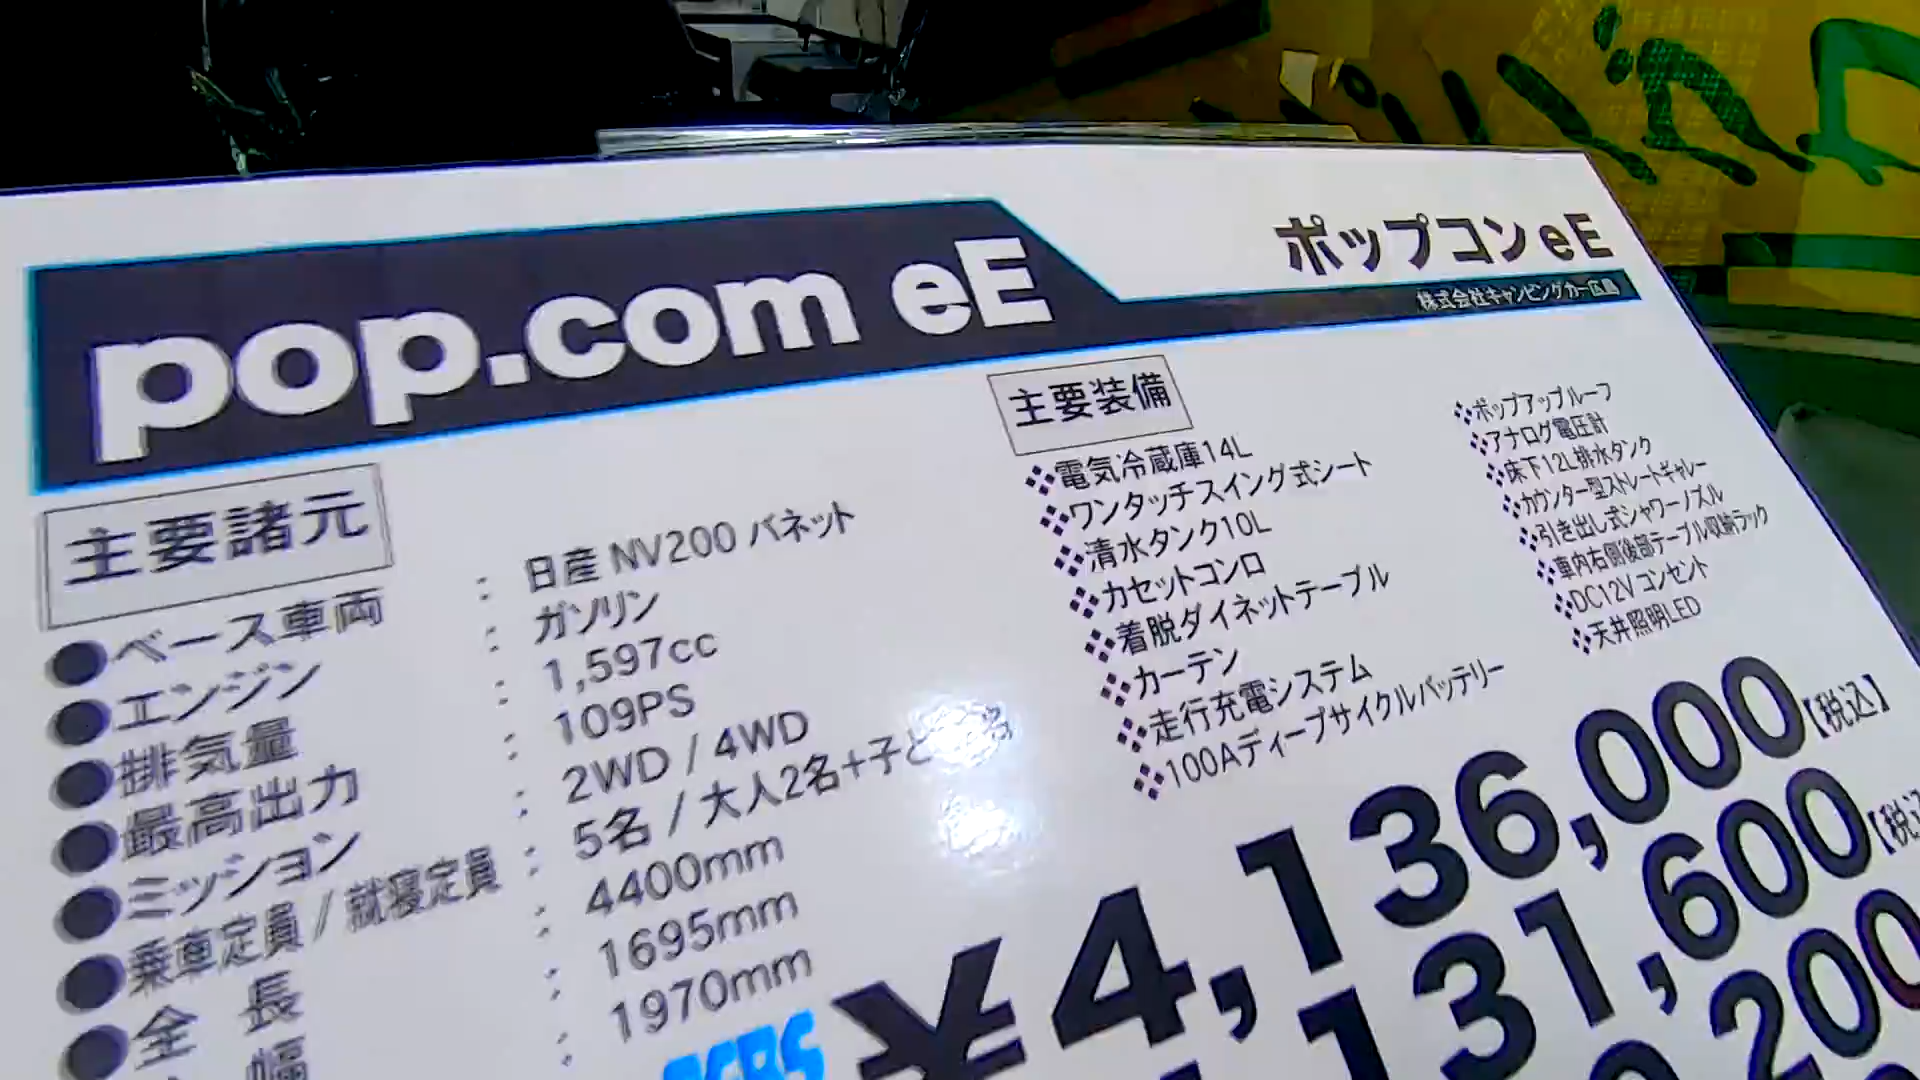 pop.com eE
ポップコン eE
株式会社キャンピングカー広島
主要諸元
●ベース車両 : 日産 NV200 バネット
●エンジン : ガソリン
●排気量 : 1,597cc
●最高出力 : 109PS
●ミッション : 2WD / 4WD
●乗車定員 / 就寝定員 : 5名 / 大人2名+子ど
●全 長 : 4400mm
幅 : 1695mm
: 1970mm
主要装備
電気冷蔵庫14L
ワンタッチスイング式シート
清水タンク10L
カセットコンロ
着脱ダイネットテーブル
カーテン
走行充電システム
100Aディープサイクルバッテリー
ポップアップルーフ
アナログ電圧計
床下12L排水タンク
カウンター型ストレートギャレー
引き出し式シャワーノズル
車内右側後部テーブル収納ラック
DC12Vコンセント
天井照明LED
¥4,136,000【税込】
131,600【税込
200